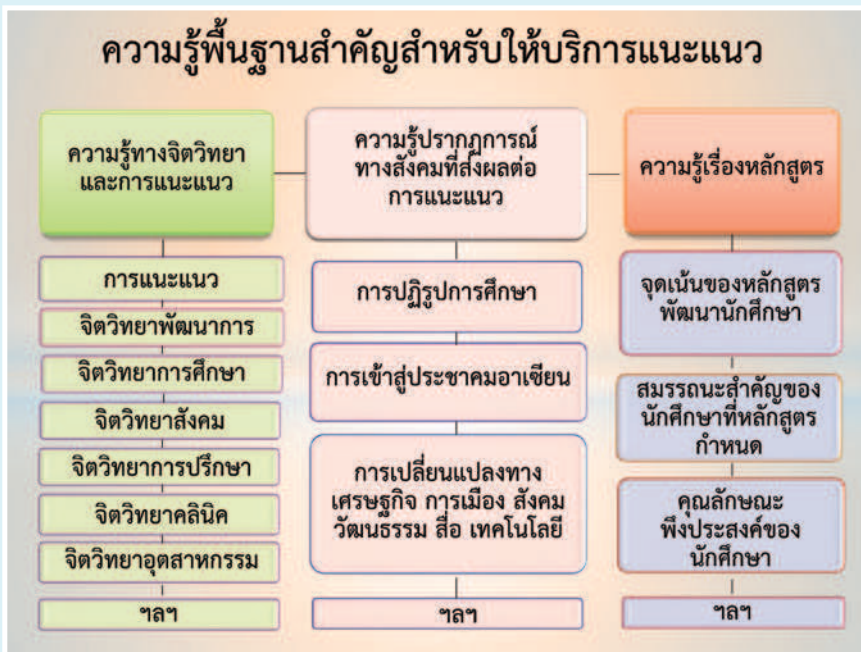 ความรู้พื้นฐานสำคัญสำหรับให้บริการแนะแนว
ความรู้ทางจิตวิทยา
และการแนะแนว
การแนะแนว
จิตวิทยาพัฒนาการ
จิตวิทยาการศึกษา
จิตวิทยาสังคม
จิตวิทยาการปรึกษา
จิตวิทยาคลินิค
จิตวิทยาอุตสาหกรรม
ฯลฯ
ความรู้ปรากฏการณ์
ทางสังคมที่ส่งผลต่อ
การแนะแนว
การปฏิรูปการศึกษา
การเข้าสู่ประชาคมอาเซียน
การเปลี่ยนแปลงทาง
เศรษฐกิจ การเมือง สังคม
วัฒนธรรม สื่อ เทคโนโลยี
ฯลฯ
ความรู้เรื่องหลักสูตร
จุดเน้นของหลักสูตร
พัฒนานักศึกษา
สมรรถนะสำคัญของ
นักศึกษาที่หลักสูตร
กำหนด
คุณลักษณะ
พึงประสงค์ของ
นักศึกษา
ฯลฯ